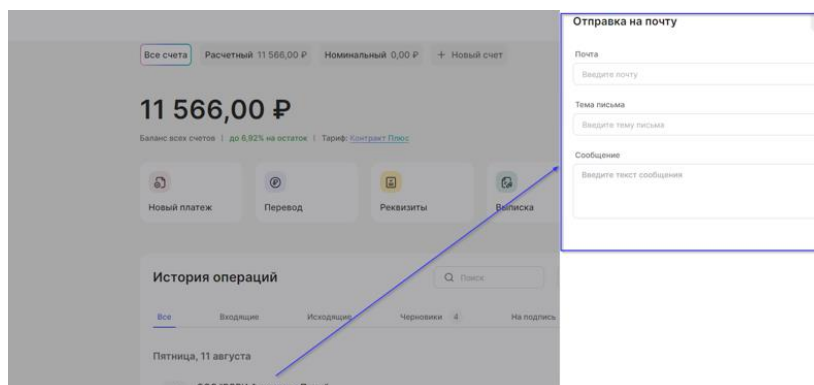 Отправка на почту
Все счета Расчетный 11 566,00 ₽ Номинальный 0,00 ₽ + Новый счет
Почта
Введите почту
11 566,00 ₽
Тема письма
Введите тему письма
Баланс всех счетов | до 6,92% на остаток | Тариф: Контракт Плюс
Сообщение
Введите текст сообщения
Новый платеж Перевод Реквизиты Выписка
История операций
Поиск
Все Входящие Исходящие Черновики 4 На подпись
Пятница, 11 августа